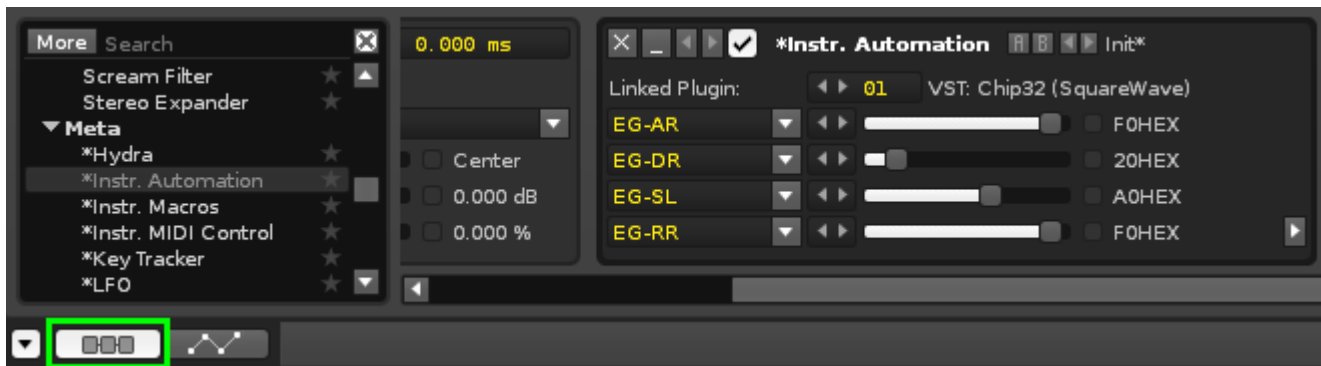 More Search
Scream Filter
Stereo Expander
Meta
*Hydra
*Instr. Automation
*Instr. Macros
*Instr. MIDI Control
*Key Tracker
*LFO
0.000 ms
Center
0.000 dB
0.000 %
*Instr. Automation A B Init*
Linked Plugin: 01 VST: Chip32 (SquareWave)
EG-AR F0HEX
EG-DR 20HEX
EG-SL A0HEX
EG-RR F0HEX